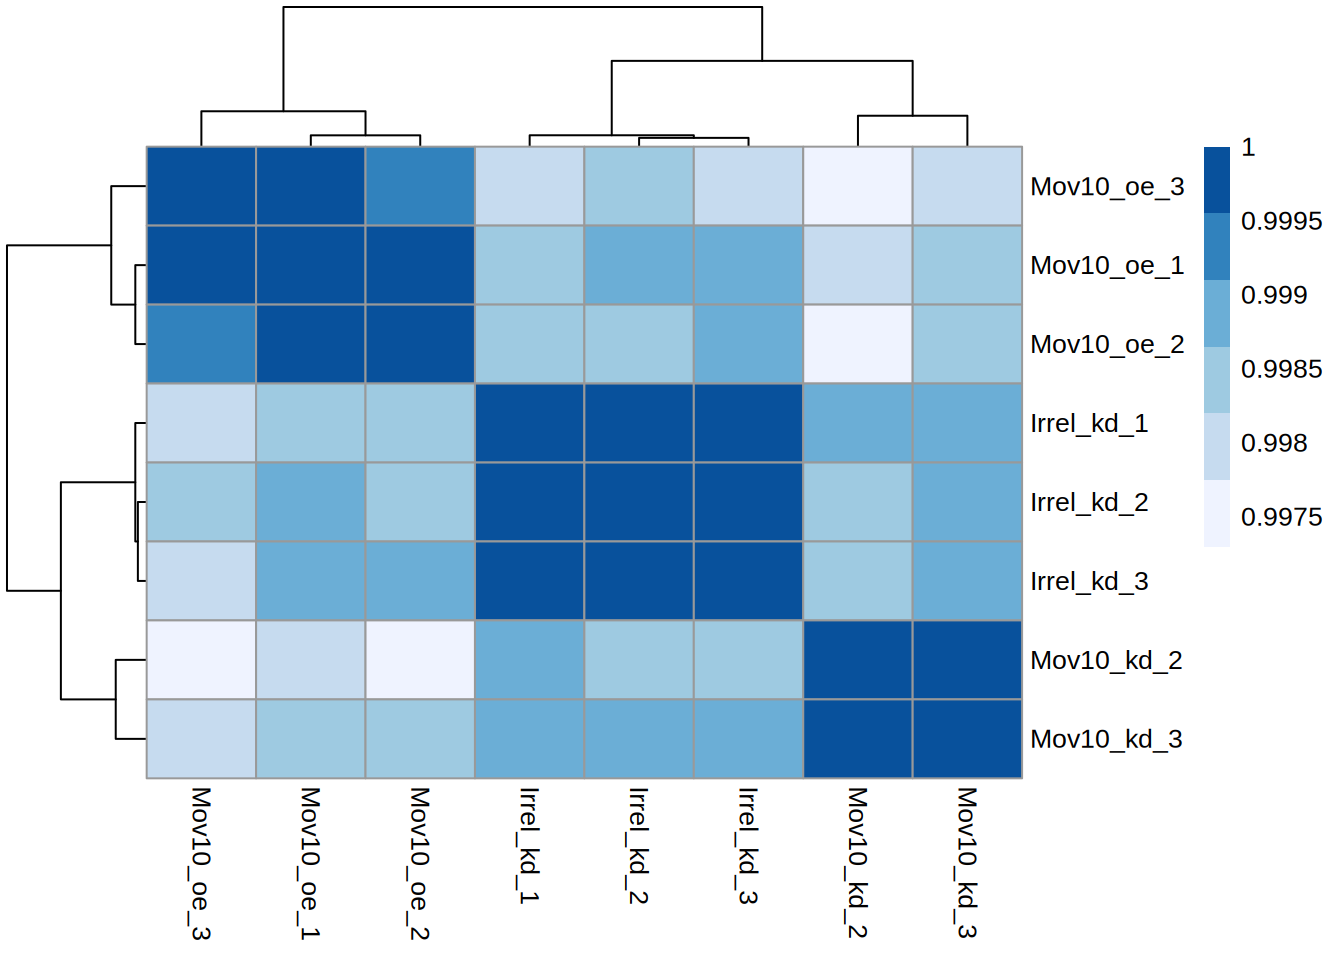 1
Mov10_oe_3
0.9995
Mov10_oe_1
0.999
Mov10_oe_2
0.9985
Irrel_kd_1
0.998
Irrel_kd_2
0.9975
Irrel_kd_3
Mov10_kd_2
Mov10_kd_3
Mov10_oe_3
Mov10_oe_1
Mov10_oe_2
Irrel_kd_1
Irrel_kd_2
Irrel_kd_3
Mov10_kd_2
Mov10_kd_3